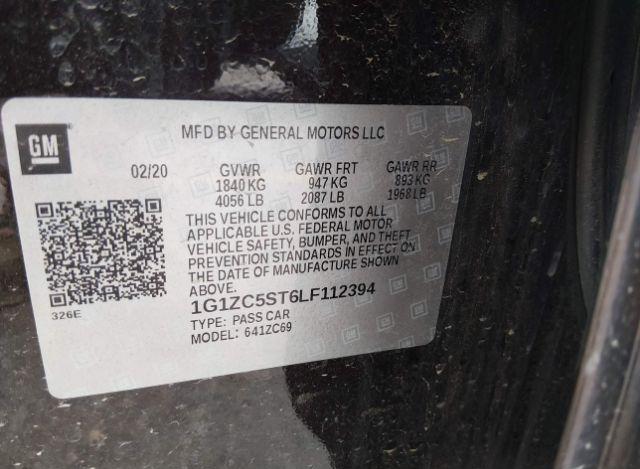 GM
MFD BY GENERAL MOTORS LLC
02/20 GVWR GAWR FRT GAWR RR
1840 KG 947 KG 893 KG
4056 LB 2087 LB 1968 LB
THIS VEHICLE CONFORMS TO ALL
APPLICABLE U.S. FEDERAL MOTOR
VEHICLE SAFETY, BUMPER, AND THEFT
PREVENTION STANDARDS IN EFFECT ON
THE DATE OF MANUFACTURE SHOWN
ABOVE.
1G1ZC5ST6LF112394
TYPE: PASS CAR
MODEL: 641ZC69
326E